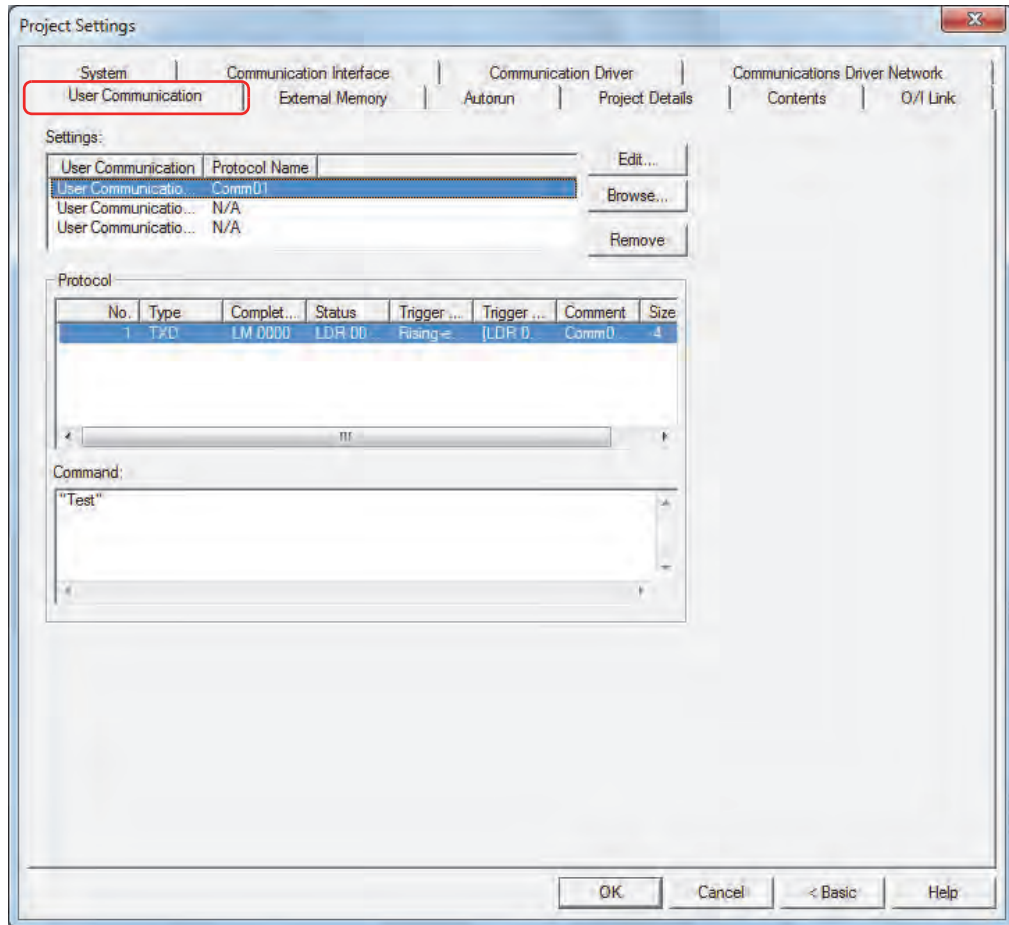 Project Settings
System Communication Interface Communication Driver Communications Driver Network
User Communication External Memory Autorun Project Details Contents O/I Link
Settings:
User Communication Protocol Name
User Communicatio... Comm01
User Communicatio... N/A
User Communicatio... N/A
Edit...
Browse...
Remove
Protocol
No. Type Complet... Status Trigger ... Trigger ... Comment Size
1 TXD LM 0000 LDR 00 Rising-e... [LDR 0... Comm0... 4
Command:
"Test"
OK Cancel < Basic Help